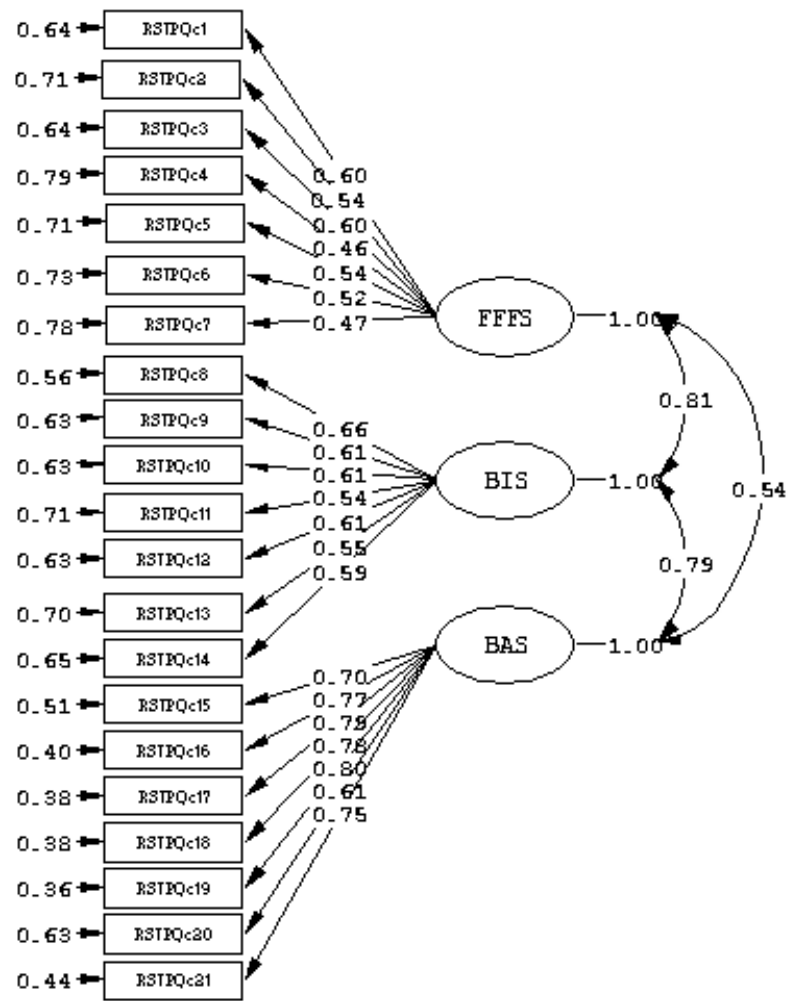 0.64 RSTPQc1
0.71 RSTPQc2
0.64 RSTPQc3
0.79 RSTPQc4
0.71 RSTPQc5
0.73 RSTPQc6
0.78 RSTPQc7
0.56 RSTPQc8
0.63 RSTPQc9
0.63 RSTPQc10
0.71 RSTPQc11
0.63 RSTPQc12
0.70 RSTPQc13
0.65 RSTPQc14
0.51 RSTPQc15
0.40 RSTPQc16
0.38 RSTPQc17
0.38 RSTPQc18
0.36 RSTPQc19
0.63 RSTPQc20
0.44 RSTPQc21
0.60
0.54
0.60
0.46
0.54
0.52
0.47
0.66
0.61
0.61
0.54
0.61
0.55
0.59
0.70
0.77
0.79
0.78
0.80
0.61
0.75
FFFS 1.00
BIS 1.00
BAS 1.00
0.81
0.54
0.79